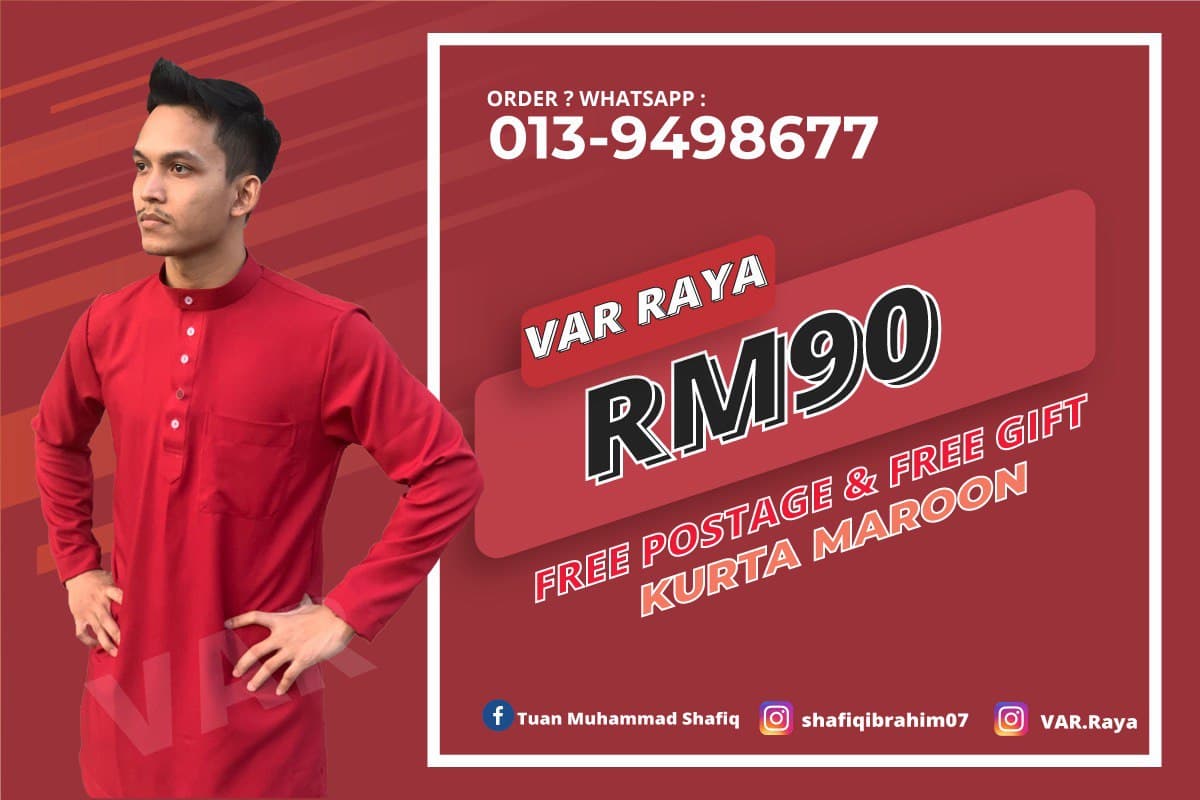 ORDER ? WHATSAPP :
013-9498677
VAR RAYA
RM90
FREE POSTAGE & FREE GIFT
KURTA MAROON
Tuan Muhammad Shafiq shafiqibrahim07 VAR.Raya
VAR